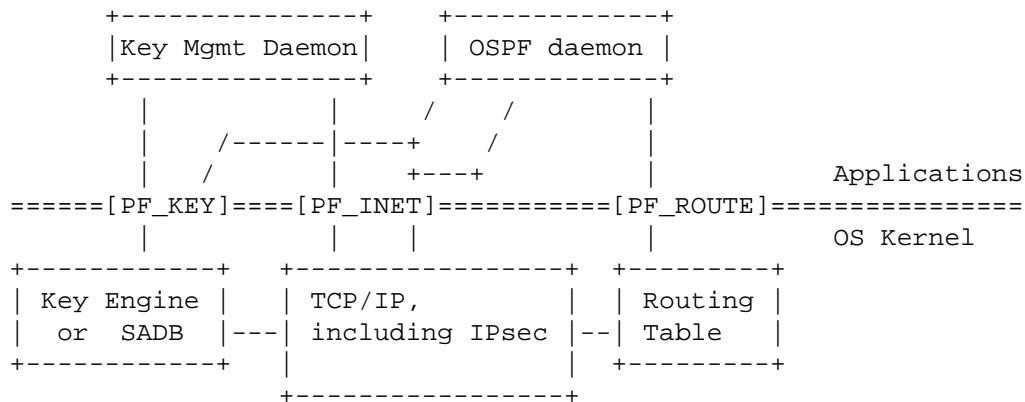 Key Mgmt Daemon OSPF daemon
Applications
[PF_KEY] [PF_INET] [PF_ROUTE]
OS Kernel
Key Engine TCP/IP, Routing
or SADB including IPsec Table